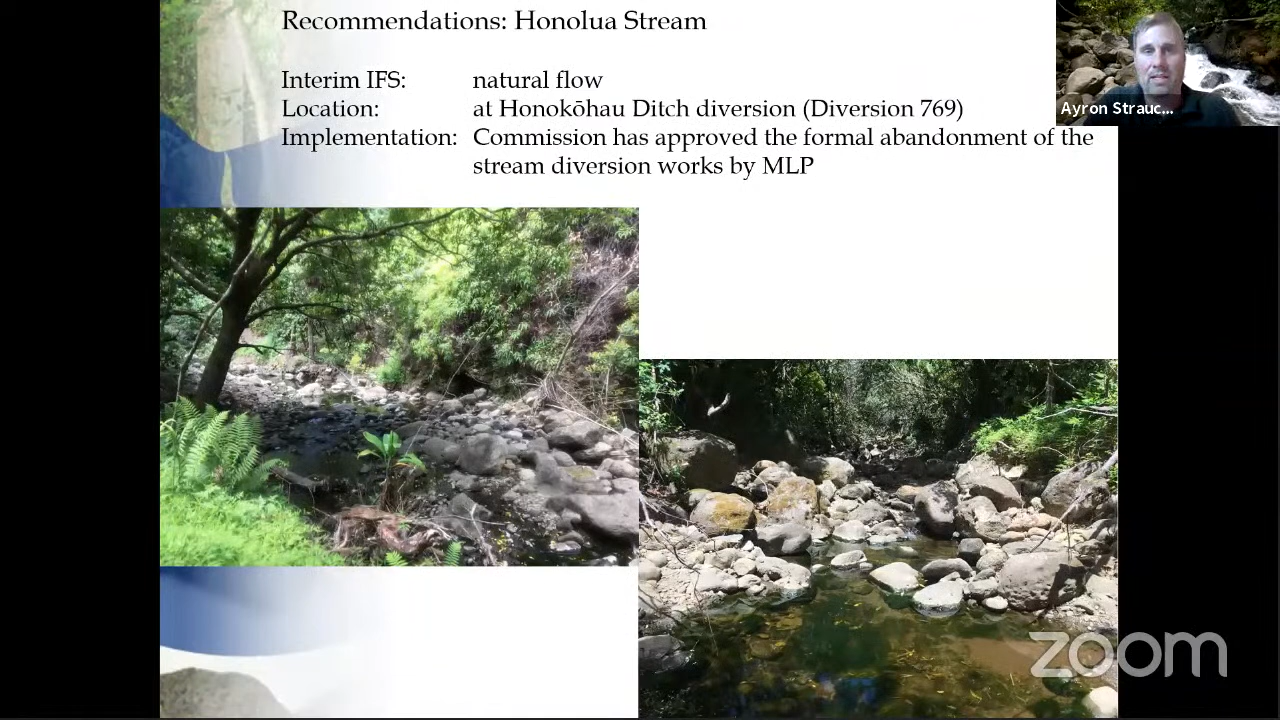 Recommendations: Honolua Stream
Interim IFS: natural flow
Location: at Honokōhau Ditch diversion (Diversion 769)
Implementation: Commission has approved the formal abandonment of the
stream diversion works by MLP
Ayron Strauc...
zoom